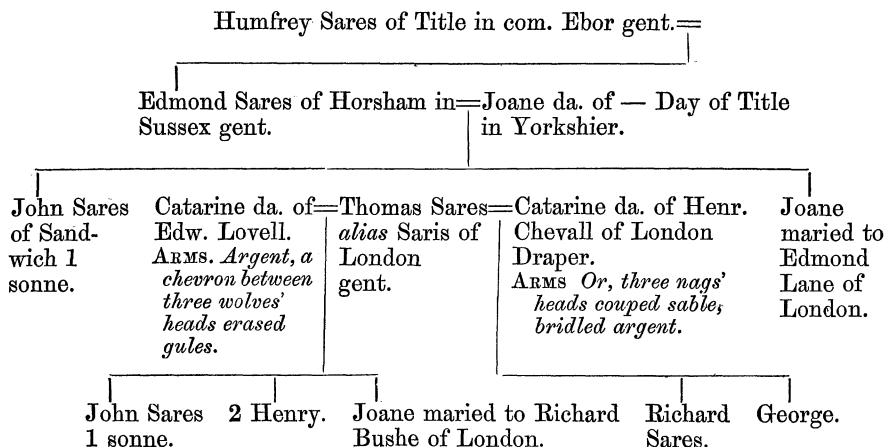 Humfrey Sares of Title in com. Ebor gent.=
Edmond Sares of Horsham in=Joane da. of — Day of Title
Sussex gent.
in Yorkshier.
John Sares
of Sand-
wich 1
sonne.
Catarine da. of=
Edw. Lovell.
ARMS. Argent, a
chevron between
three wolves'
heads erased
gules.
Thomas Sares=
alias Saris of
London
gent.
Catarine da. of Henr.
Chevall of London
Draper.
ARMS Or, three nags'
heads couped sable,
bridled argent.
Joane
maried to
Edmond
Lane of
London.
John Sares
1 sonne.
2 Henry.
Joane maried to Richard
Bushe of London.
Richard
Sares.
George.